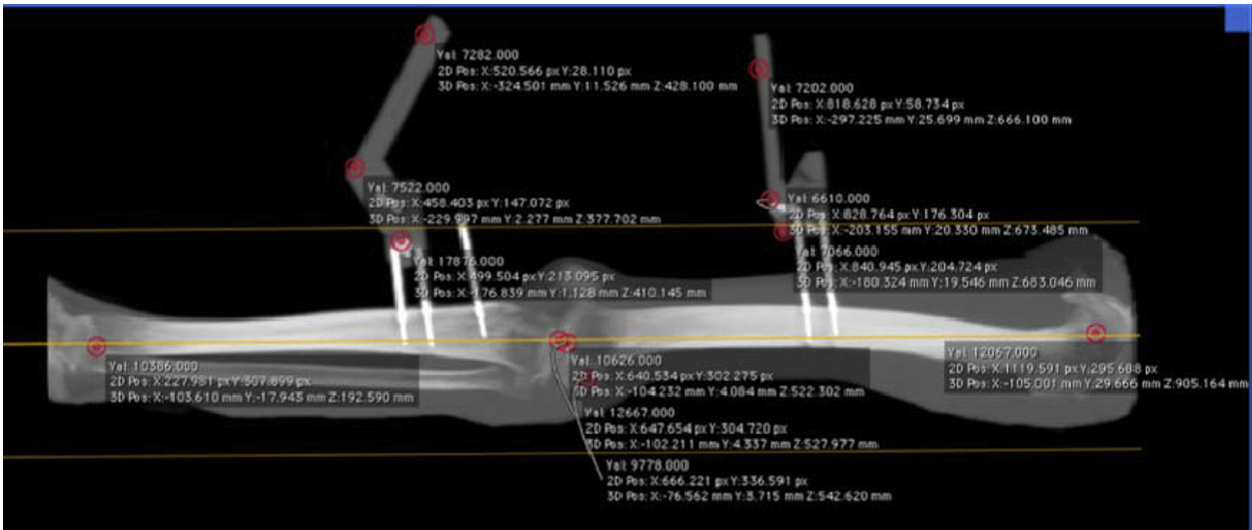 Val: 7282.000
2D Pos: X:520.566 px Y:28.110 px
3D Pos: X:-324.501 mm Y:11.526 mm Z:428.100 mm
Val: 7202.000
2D Pos: X:818.628 px Y:58.734 px
3D Pos: X:-297.225 mm Y:25.699 mm Z:666.100 mm
Val: 7522.000
2D Pos: X:458.403 px Y:147.072 px
3D Pos: X:-229.997 mm Y:2.277 mm Z:377.702 mm
Val: 6610.000
2D Pos: X:828.764 px Y:176.304 px
3D Pos: X:-203.155 mm Y:20.330 mm Z:673.485 mm
Val: 7066.000
2D Pos: X:840.945 px Y:204.724 px
3D Pos: X:-180.324 mm Y:19.546 mm Z:683.046 mm
Val: 17876.000
2D Pos: X:499.504 px Y:213.095 px
3D Pos: X:-176.839 mm Y:1.128 mm Z:410.145 mm
Val: 10386.000
2D Pos: X:227.981 px Y:307.899 px
3D Pos: X:-103.610 mm Y:-17.943 mm Z:192.590 mm
Val: 10626.000
2D Pos: X:640.534 px Y:302.275 px
3D Pos: X:-104.232 mm Y:4.084 mm Z:522.302 mm
Val: 12067.000
2D Pos: X:1119.591 px Y:295.688 px
3D Pos: X:-105.001 mm Y:29.666 mm Z:905.164 mm
Val: 12667.000
2D Pos: X:647.654 px Y:304.720 px
3D Pos: X:-102.211 mm Y:4.337 mm Z:527.977 mm
Val: 9778.000
2D Pos: X:666.221 px Y:336.591 px
3D Pos: X:-76.562 mm Y:3.715 mm Z:542.620 mm